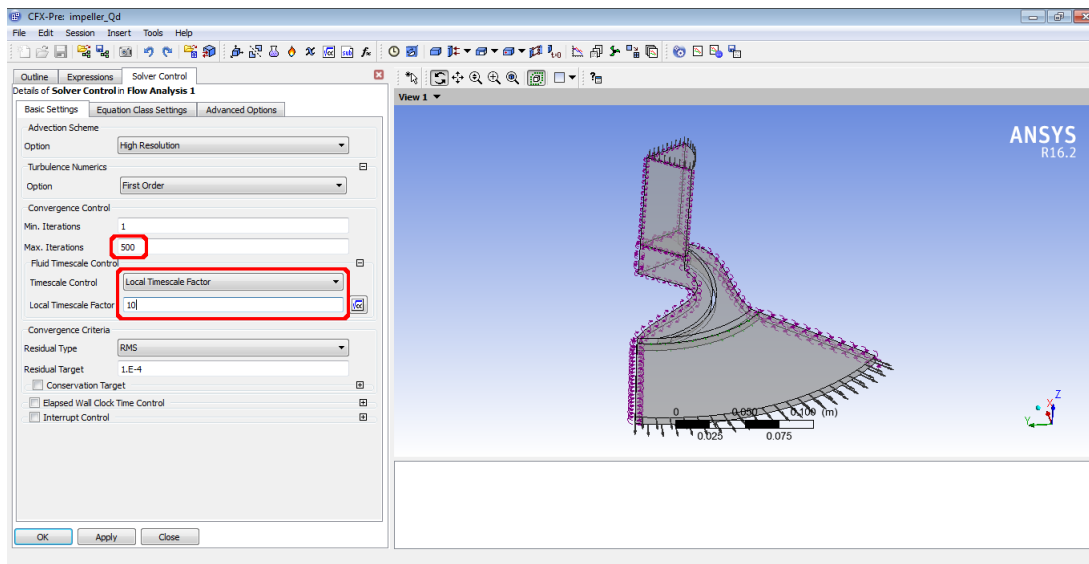 CFX-Pre: impeller_Qd
File Edit Session Insert Tools Help
Outline Expressions Solver Control
Details of Solver Control in Flow Analysis 1
Basic Settings Equation Class Settings Advanced Options
Advection Scheme
Option High Resolution
Turbulence Numerics
Option First Order
Convergence Control
Min. Iterations 1
Max. Iterations 500
Fluid Timescale Control
Timescale Control Local Timescale Factor
Local Timescale Factor 10
Convergence Criteria
Residual Type RMS
Residual Target 1.E-4
Conservation Target
Elapsed Wall Clock Time Control
Interrupt Control
OK Apply Close
View 1
ANSYS
R16.2
0 0.050 0.100 (m)
0.025 0.075
Z
X
Y